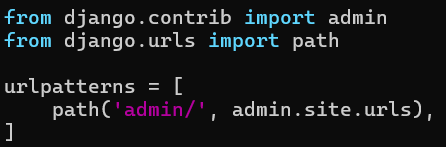 from django.contrib import admin
from django.urls import path

urlpatterns = [
    path('admin/', admin.site.urls),
]